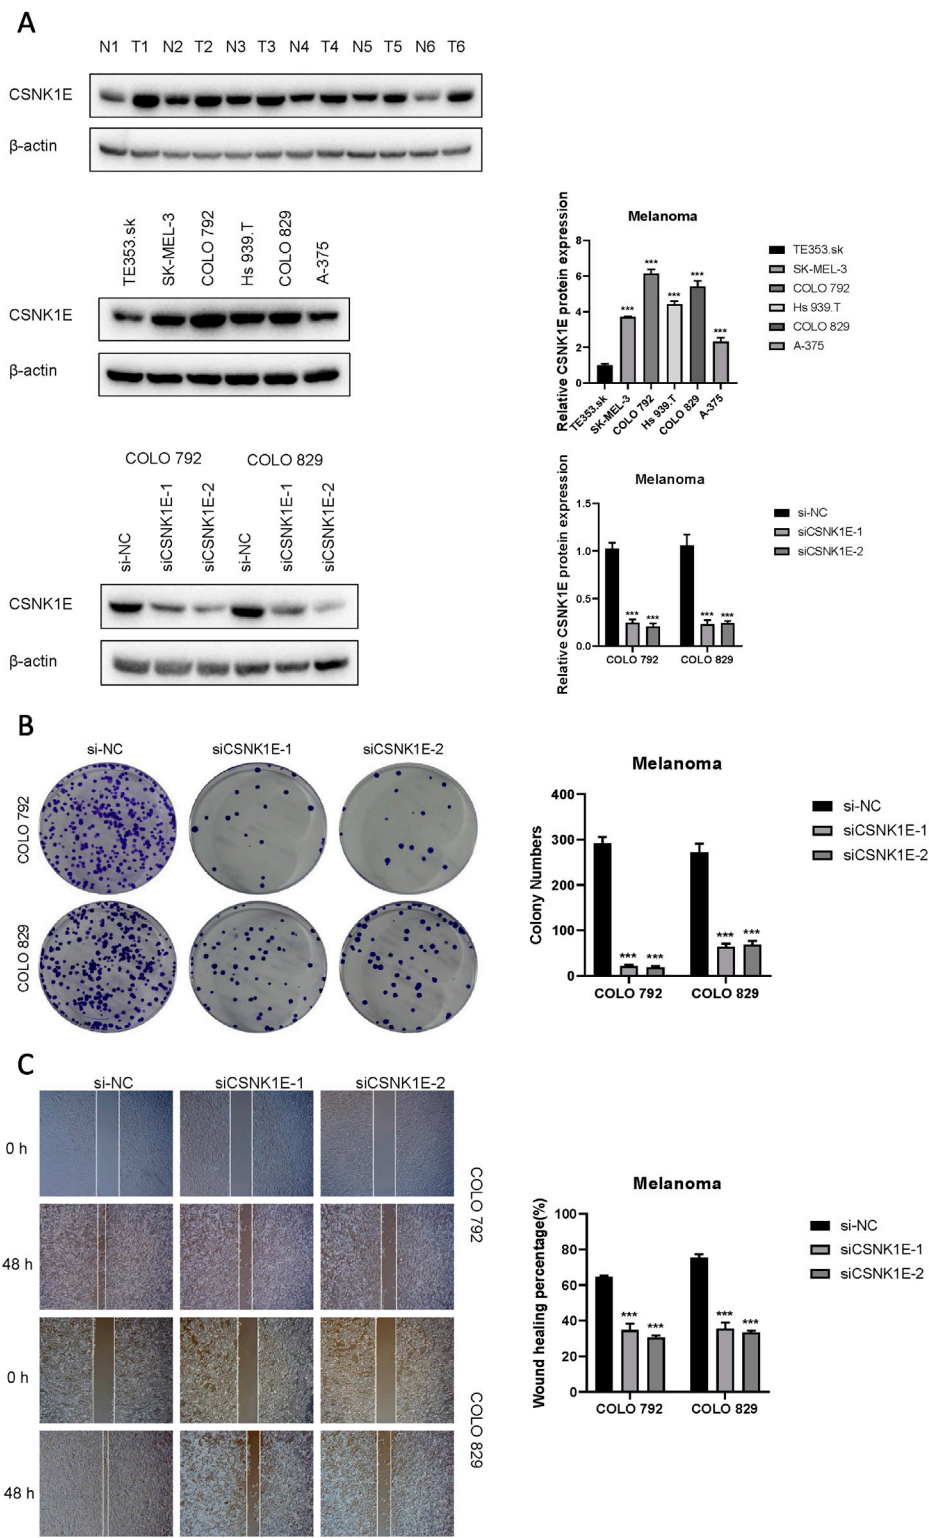 A
N1 T1 N2 T2 N3 T3 N4 T4 N5 T5 N6 T6
CSNK1E
β-actin
TE353.sk
SK-MEL-3
COLO 792
Hs 939.T
COLO 829
A-375
CSNK1E
β-actin
Relative CSNK1E protein expression
Melanoma
8
6
4
2
0
***
***
***
***
***
TE353.sk
SK-MEL-3
COLO 792
Hs 939.T
COLO 829
A-375
TE353.sk
SK-MEL-3
COLO 792
Hs 939.T
COLO 829
A-375
COLO 792 COLO 829
si-NC
siCSNK1E-1
siCSNK1E-2
si-NC
siCSNK1E-1
siCSNK1E-2
CSNK1E
β-actin
Relative CSNK1E protein expression
Melanoma
1.5
1.0
0.5
0.0
*** *** *** ***
COLO 792 COLO 829
si-NC
siCSNK1E-1
siCSNK1E-2
B
si-NC siCSNK1E-1 siCSNK1E-2
COLO 792
COLO 829
Melanoma
Colony Numbers
400
300
200
100
0
*** *** *** ***
COLO 792 COLO 829
si-NC
siCSNK1E-1
siCSNK1E-2
C
si-NC siCSNK1E-1 siCSNK1E-2
0 h
48 h
COLO 792
0 h
48 h
COLO 829
Melanoma
Wound healing percentage(%)
100
80
60
40
20
0
*** *** *** ***
COLO 792 COLO 829
si-NC
siCSNK1E-1
siCSNK1E-2